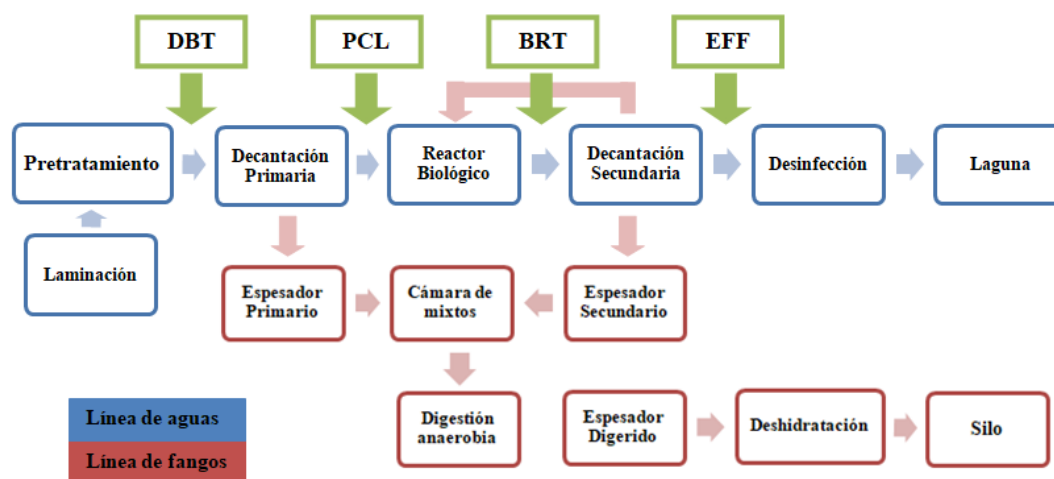 DBT
PCL
BRT
EFF
Pretratamiento
Decantación
Primaria
Reactor
Biológico
Decantación
Secundaria
Desinfección
Laguna
Laminación
Espesador
Primario
Cámara de
mixtos
Espesador
Secundario
Digestión
anaerobia
Espesador
Digerido
Deshidratación
Silo
Línea de aguas
Línea de fangos